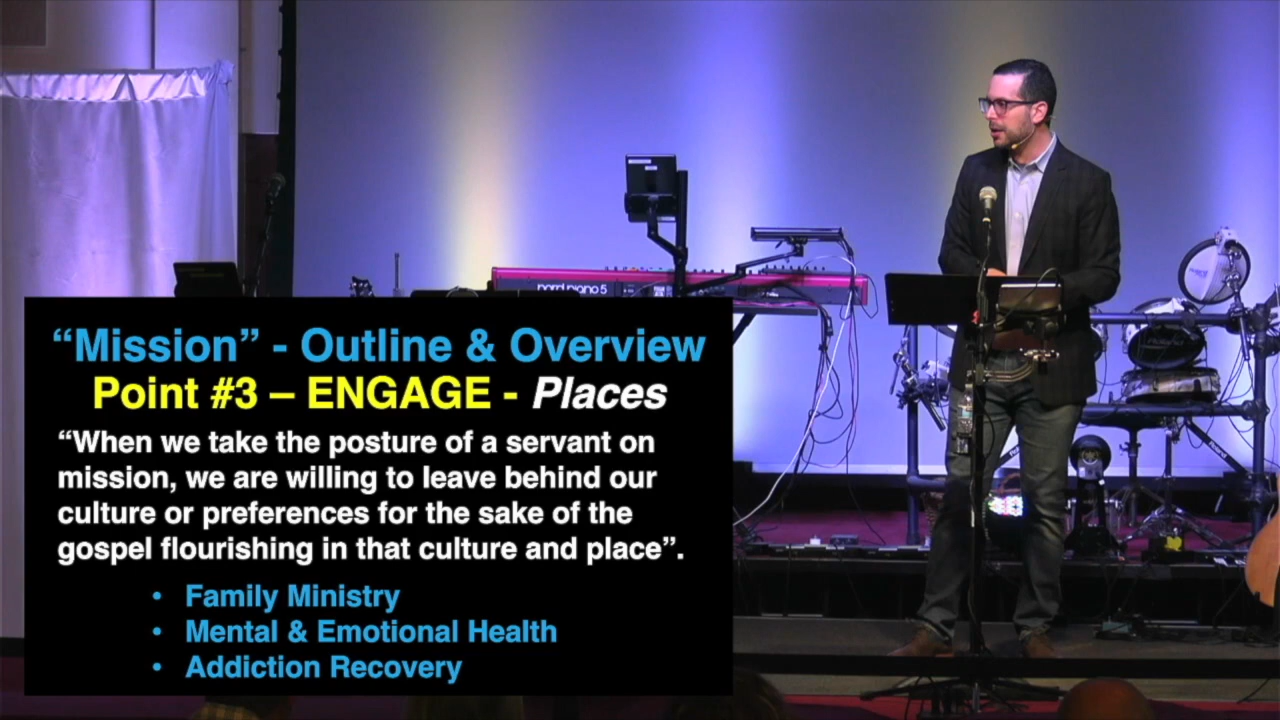 “Mission” - Outline & Overview
Point #3 – ENGAGE - Places
“When we take the posture of a servant on
mission, we are willing to leave behind our
culture or preferences for the sake of the
gospel flourishing in that culture and place”.
• Family Ministry
• Mental & Emotional Health
• Addiction Recovery
nord piano 5
Roland